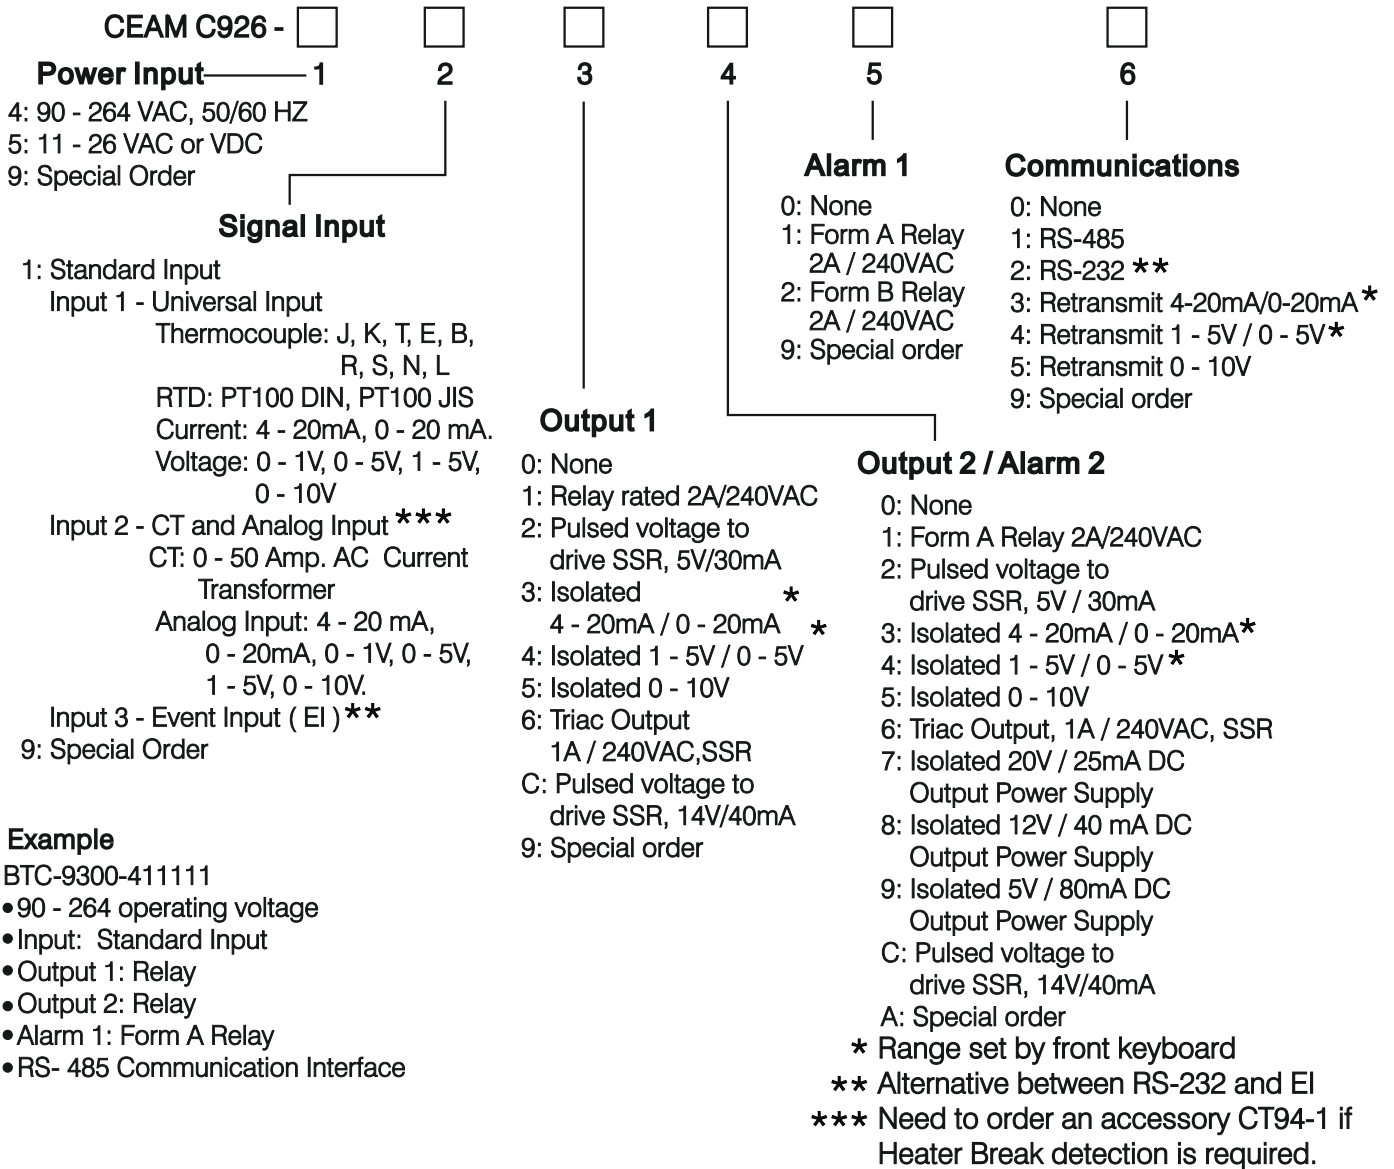 CEAM C926 -
Power Input 1 2 3 4 5 6
4: 90 - 264 VAC, 50/60 HZ
5: 11 - 26 VAC or VDC
9: Special Order
Signal Input
1: Standard Input
Input 1 - Universal Input
Thermocouple: J, K, T, E, B,
R, S, N, L
RTD: PT100 DIN, PT100 JIS
Current: 4 - 20mA, 0 - 20 mA.
Voltage: 0 - 1V, 0 - 5V, 1 - 5V,
0 - 10V
Input 2 - CT and Analog Input ***
CT: 0 - 50 Amp. AC Current
Transformer
Analog Input: 4 - 20 mA,
0 - 20mA, 0 - 1V, 0 - 5V,
1 - 5V, 0 - 10V.
Input 3 - Event Input ( EI ) **
9: Special Order
Output 1
0: None
1: Relay rated 2A/240VAC
2: Pulsed voltage to
drive SSR, 5V/30mA
3: Isolated *
4 - 20mA / 0 - 20mA *
4: Isolated 1 - 5V / 0 - 5V
5: Isolated 0 - 10V
6: Triac Output
1A / 240VAC,SSR
C: Pulsed voltage to
drive SSR, 14V/40mA
9: Special order
Output 2 / Alarm 2
0: None
1: Form A Relay 2A/240VAC
2: Pulsed voltage to
drive SSR, 5V / 30mA
3: Isolated 4 - 20mA / 0 - 20mA*
4: Isolated 1 - 5V / 0 - 5V *
5: Isolated 0 - 10V
6: Triac Output, 1A / 240VAC, SSR
7: Isolated 20V / 25mA DC
Output Power Supply
8: Isolated 12V / 40 mA DC
Output Power Supply
9: Isolated 5V / 80mA DC
Output Power Supply
C: Pulsed voltage to
drive SSR, 14V/40mA
A: Special order
Alarm 1
0: None
1: Form A Relay
2A / 240VAC
2: Form B Relay
2A / 240VAC
9: Special order
Communications
0: None
1: RS-485
2: RS-232 **
3: Retransmit 4-20mA/0-20mA*
4: Retransmit 1 - 5V / 0 - 5V*
5: Retransmit 0 - 10V
9: Special order
Example
BTC-9300-411111
• 90 - 264 operating voltage
• Input: Standard Input
• Output 1: Relay
• Output 2: Relay
• Alarm 1: Form A Relay
• RS- 485 Communication Interface
* Range set by front keyboard
** Alternative between RS-232 and EI
*** Need to order an accessory CT94-1 if
Heater Break detection is required.